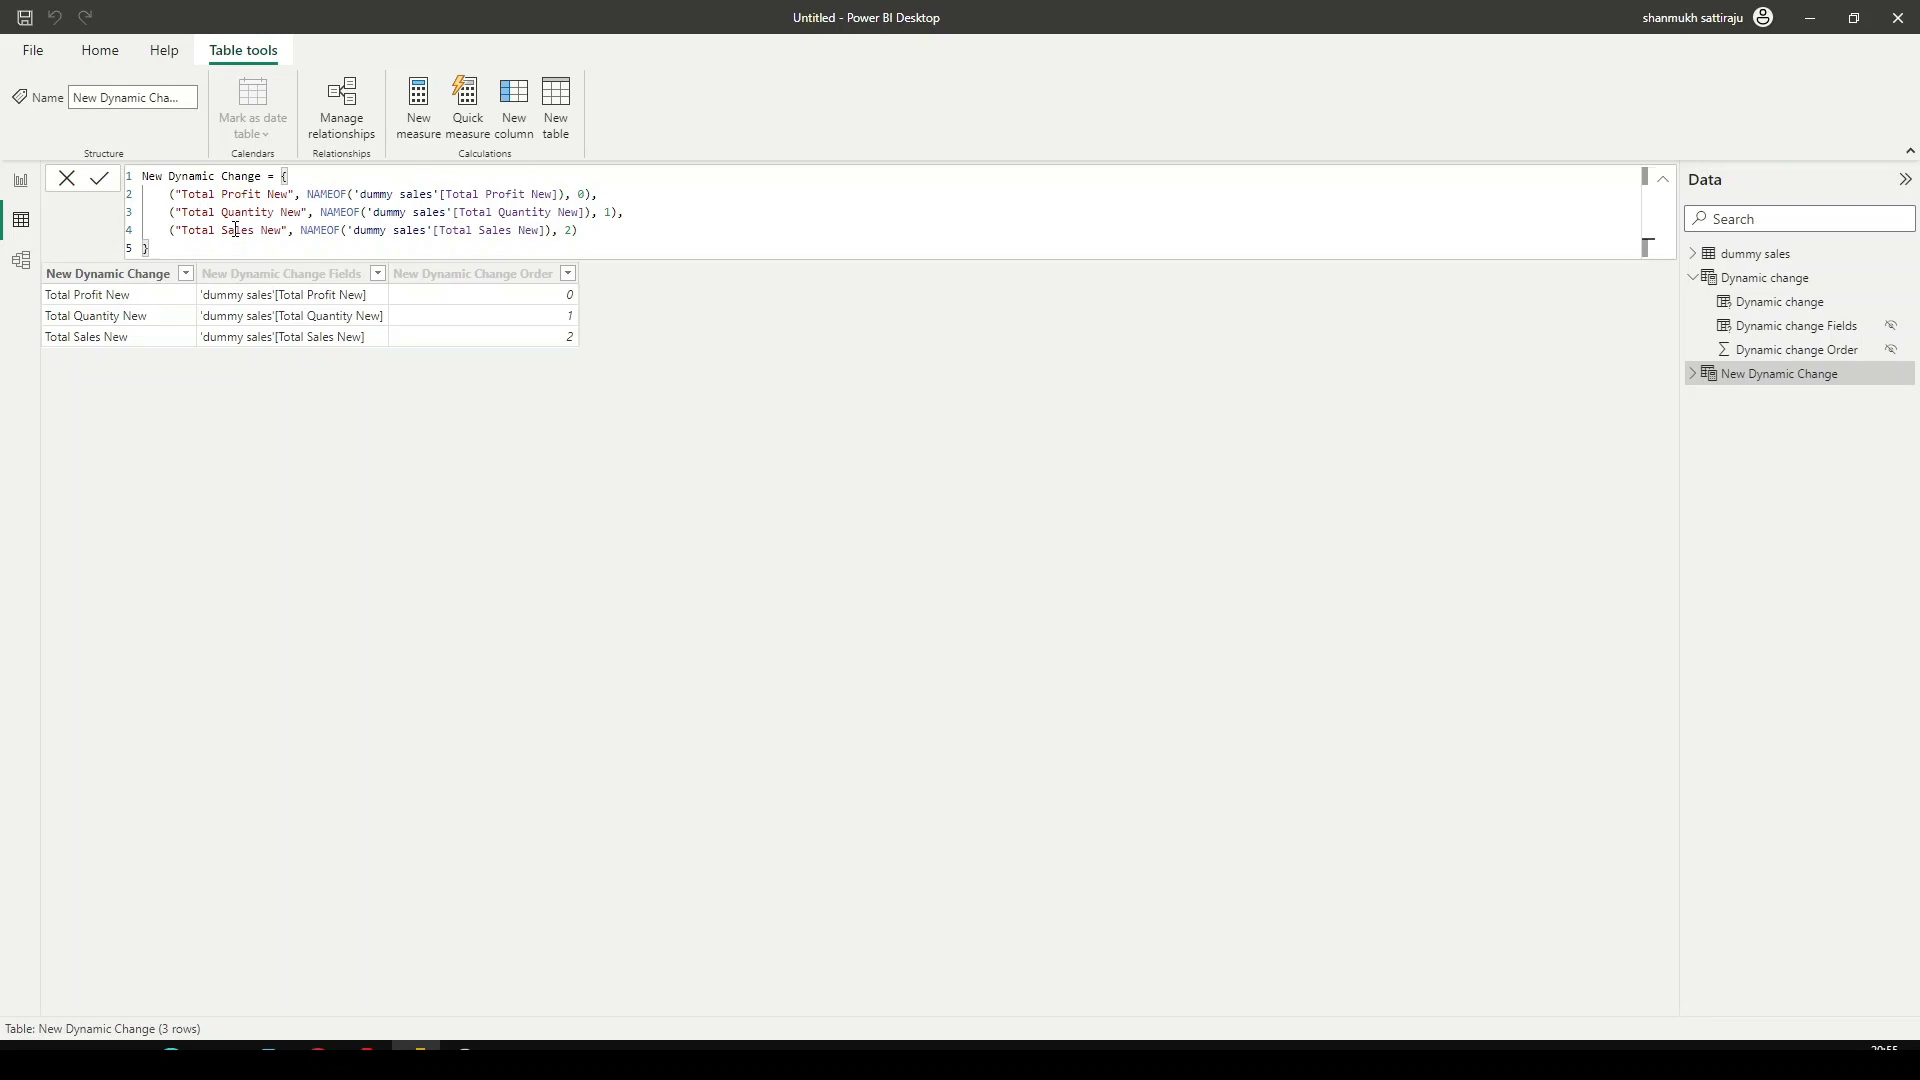 Untitled - Power BI Desktop
shanmukh sattiraju
File
Home
Help
Table tools
Name
New Dynamic Cha...
Mark as date
table
Manage
relationships
New
measure
Quick
measure
New
column
New
table
Structure
Calendars
Relationships
Calculations
1 New Dynamic Change = {
2 ("Total Profit New", NAMEOF('dummy sales'[Total Profit New]), 0),
3 ("Total Quantity New", NAMEOF('dummy sales'[Total Quantity New]), 1),
4 ("Total Sales New", NAMEOF('dummy sales'[Total Sales New]), 2)
5 }
New Dynamic Change New Dynamic Change Fields New Dynamic Change Order
Total Profit New 'dummy sales'[Total Profit New] 0
Total Quantity New 'dummy sales'[Total Quantity New] 1
Total Sales New 'dummy sales'[Total Sales New] 2
Data
Search
dummy sales
Dynamic change
Dynamic change
Dynamic change Fields
Dynamic change Order
New Dynamic Change
Table: New Dynamic Change (3 rows)